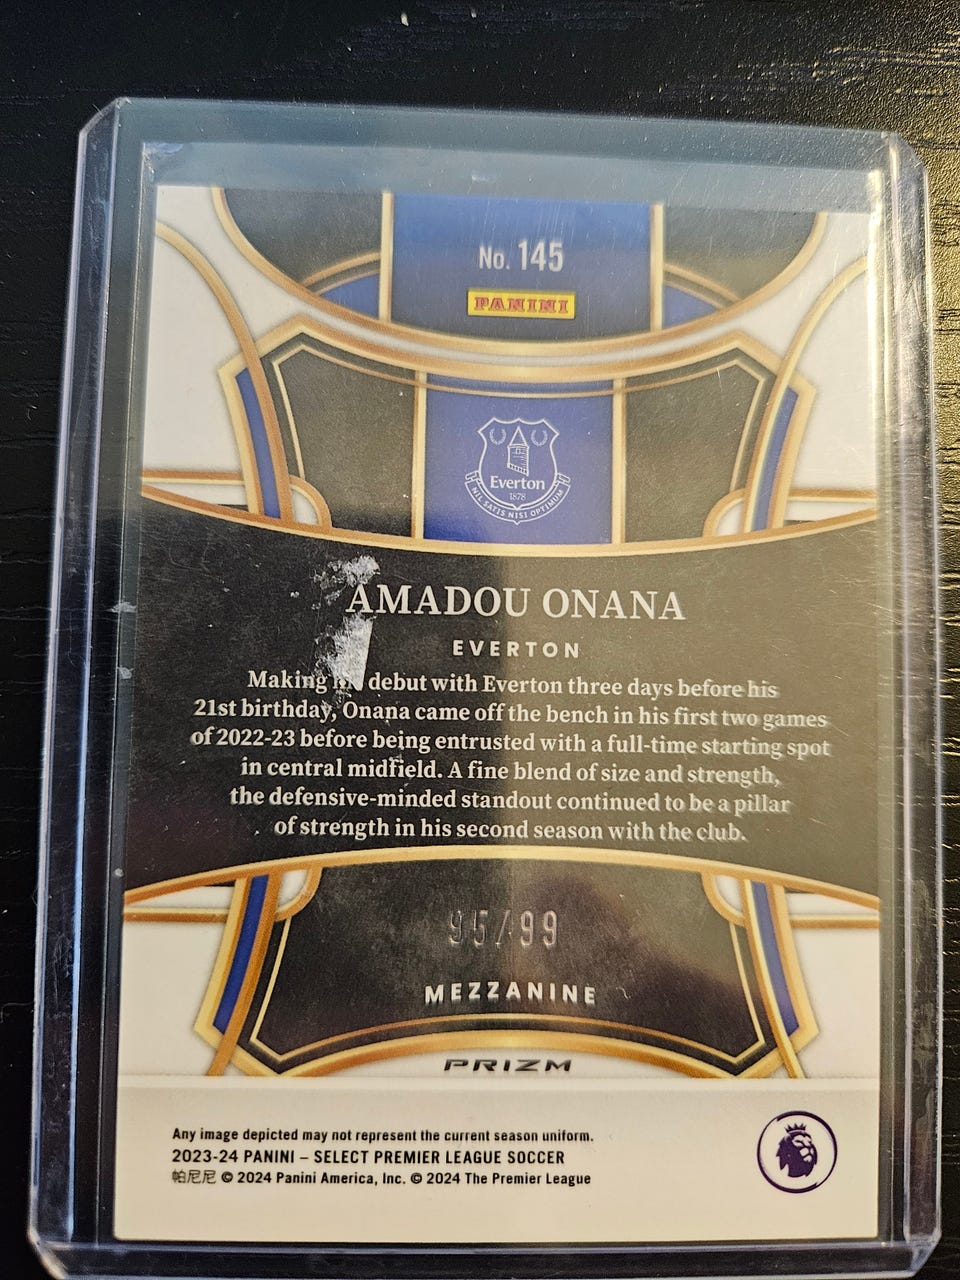 No. 145
PANINI
Everton
1878
NIL SATIS NISI OPTIMUM
AMADOU ONANA
EVERTON
Making debut with Everton three days before his
21st birthday, Onana came off the bench in his first two games
of 2022-23 before being entrusted with a full-time starting spot
in central midfield. A fine blend of size and strength,
the defensive-minded standout continued to be a pillar
of strength in his second season with the club.
95/99
MEZZANINE
PRIZM
Any image depicted may not represent the current season uniform.
2023-24 PANINI – SELECT PREMIER LEAGUE SOCCER
帕尼尼 © 2024 Panini America, Inc. © 2024 The Premier League